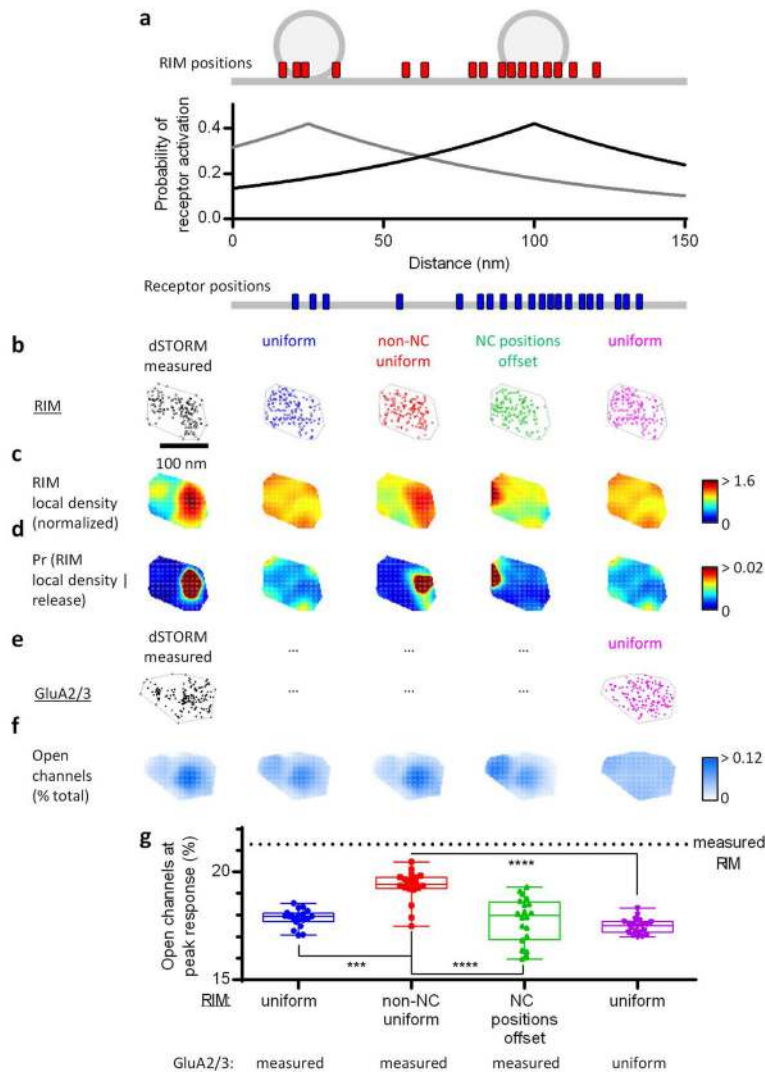 a
RIM positions
Probability of receptor activation
0.4
0.2
0.0
0 50 100 150
Distance (nm)
Receptor positions
b
dSTORM measured
uniform
non-NC uniform
NC positions offset
uniform
RIM
100 nm
c
RIM local density (normalized)
> 1.6
0
d
Pr (RIM local density | release)
> 0.02
0
e
dSTORM measured
...
...
...
uniform
GluA2/3
...
...
...
f
Open channels (% total)
> 0.12
0
g
measured RIM
Open channels at peak response (%)
20
15
****
***
****
RIM:
uniform
non-NC uniform
NC positions offset
uniform
GluA2/3:
measured
measured
measured
uniform